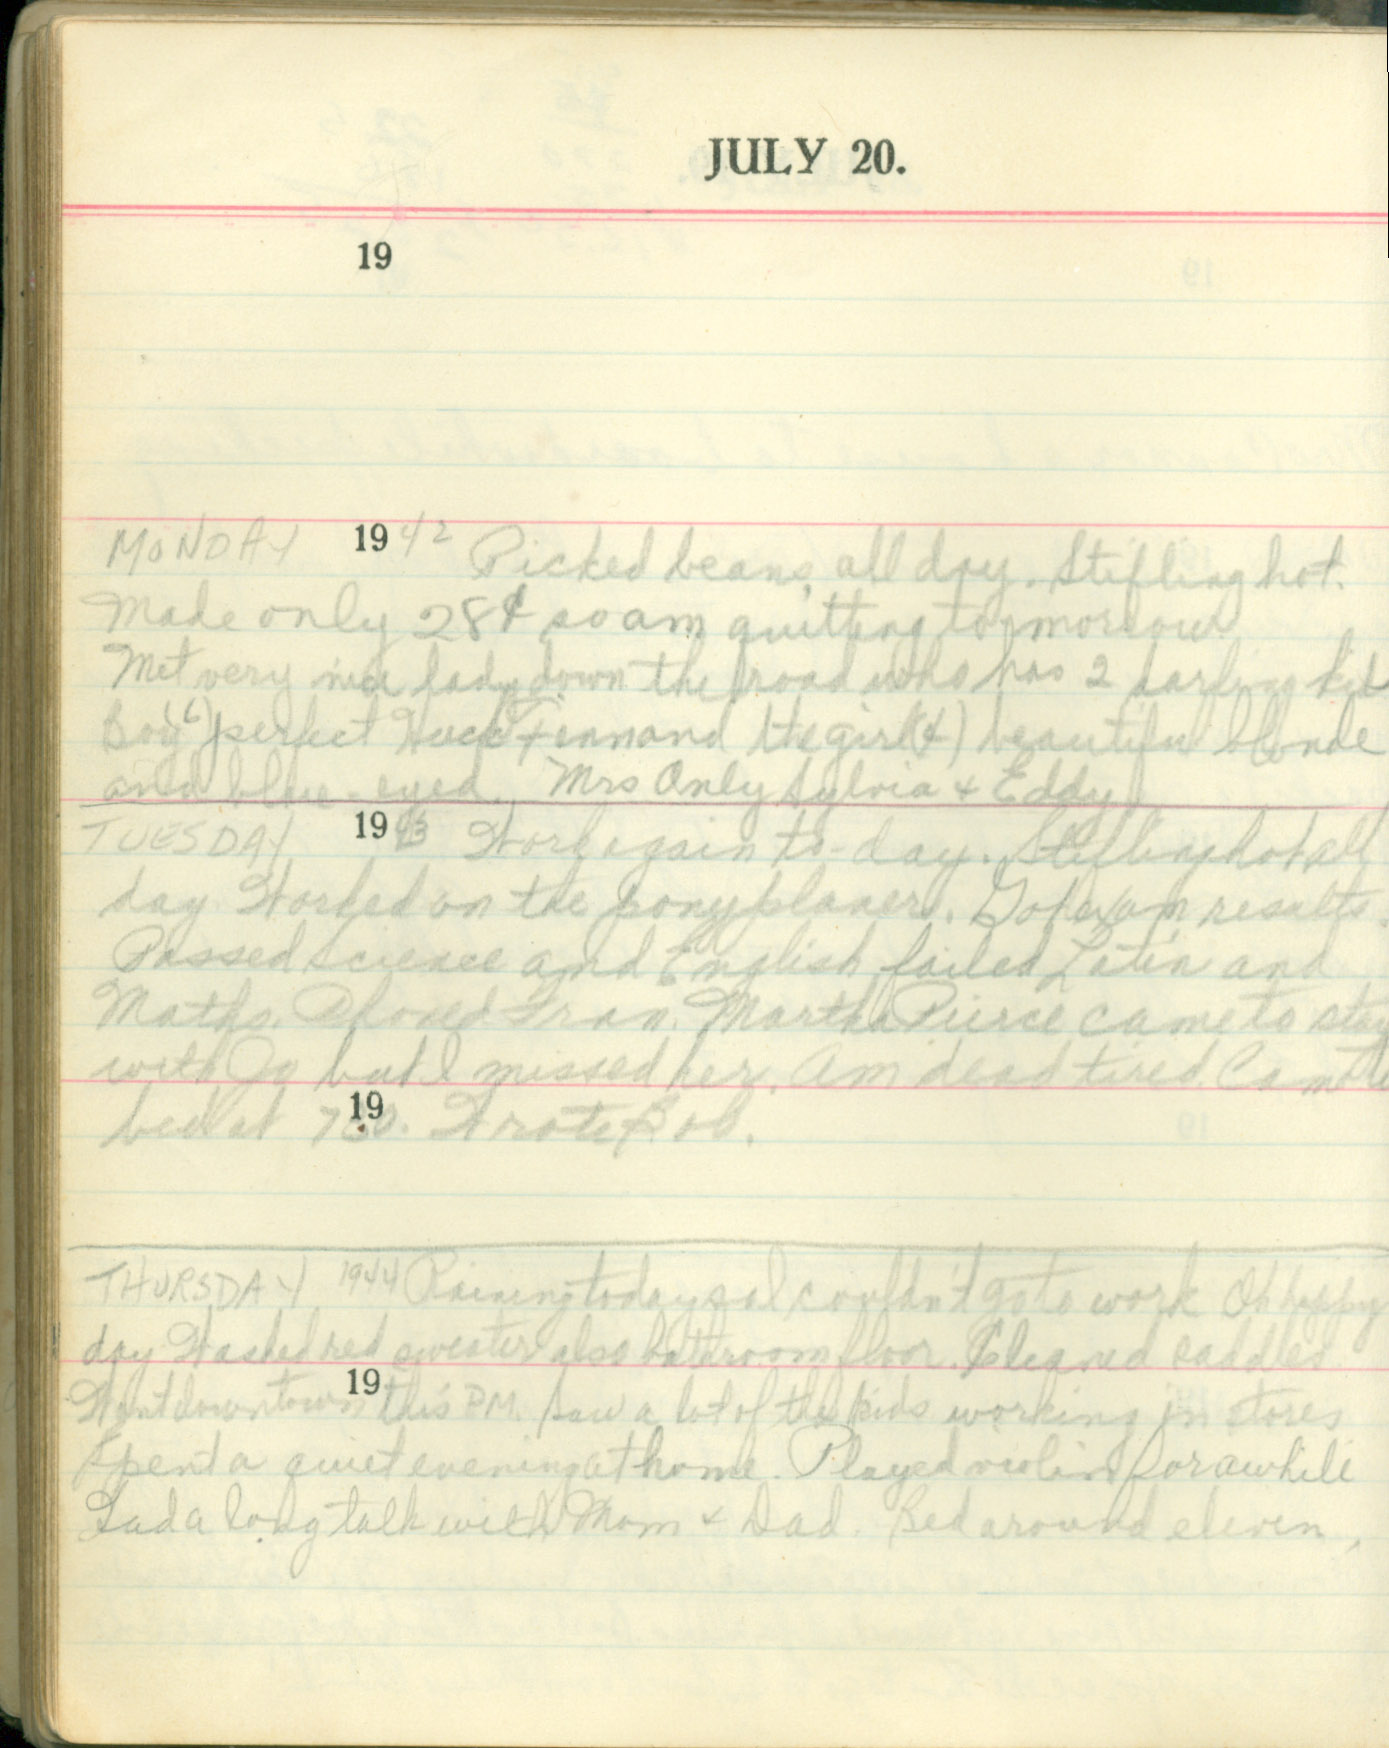 JULY 20.
19
MONDAY 1942 Picked beans all day. Stifling hot.
Made only 28¢ so am quitting to-morrow
Met very nice lady down the road who has 2 darling kids
Boy (6) perfect Huck Finn and the girl (4) beautiful blonde
and blue-eyed. Mrs Only Sylvia & Eddy
TUESDAY 1943 Work again to-day. Stifling hot all
day Worked on the pony planer. Got exam results.
Passed science and English failed Latin and
Maths. Phoned Fran. Martha Pierce came to stay
with Jo but I missed her. Am dead tired. Came to
bed at 730. Wrote Bob.
19
THURSDAY 1944 Raining today so I couldn't go to work Oh happy
day Washed red sweater also bathroom floor. Cleaned saddles
19
Went downtown this P.M. Saw a lot of the kids working in stores
Spent a quiet evening at home. Played violin for awhile
Had a long talk with Mom & Dad. Bed around eleven.